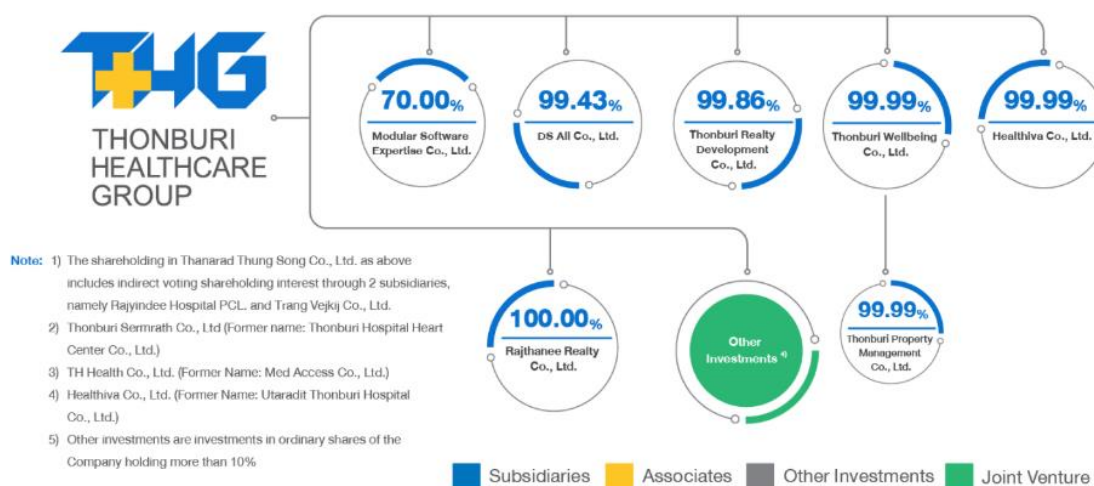 THG
THONBURI
HEALTHCARE
GROUP
70.00%
Modular Software
Expertise Co., Ltd.
99.43%
DS All Co., Ltd.
99.86%
Thonburi Realty
Development
Co., Ltd.
99.99%
Thonburi Wellbeing
Co., Ltd.
99.99%
Healthiva Co., Ltd.
Note: 1) The shareholding in Thanarad Thung Song Co., Ltd. as above
includes indirect voting shareholding interest through 2 subsidiaries,
namely Rajyindee Hospital PCL. and Trang Vejkij Co., Ltd.
2) Thonburi Sermrath Co., Ltd (Former name: Thonburi Hospital Heart
Center Co., Ltd.)
3) TH Health Co., Ltd. (Former Name: Med Access Co., Ltd.)
4) Healthiva Co., Ltd. (Former Name: Utaradit Thonburi Hospital
Co., Ltd.)
5) Other investments are investments in ordinary shares of the
Company holding more than 10%
100.00%
Rajthanee Realty
Co., Ltd.
Other
Investments
99.99%
Thonburi Property
Management
Co., Ltd.
Subsidiaries
Associates
Other Investments
Joint Venture